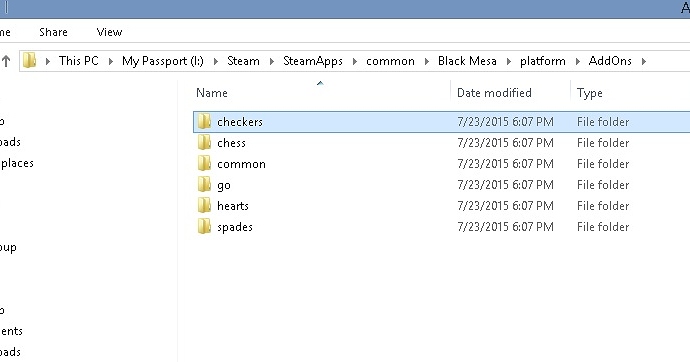 me Share View
This PC My Passport (I:) Steam SteamApps common Black Mesa platform AddOns
Name Date modified Type
checkers 7/23/2015 6:07 PM File folder
chess 7/23/2015 6:07 PM File folder
common 7/23/2015 6:07 PM File folder
go 7/23/2015 6:07 PM File folder
hearts 7/23/2015 6:07 PM File folder
spades 7/23/2015 6:07 PM File folder
p
oads
places
oup
p
ents
oads